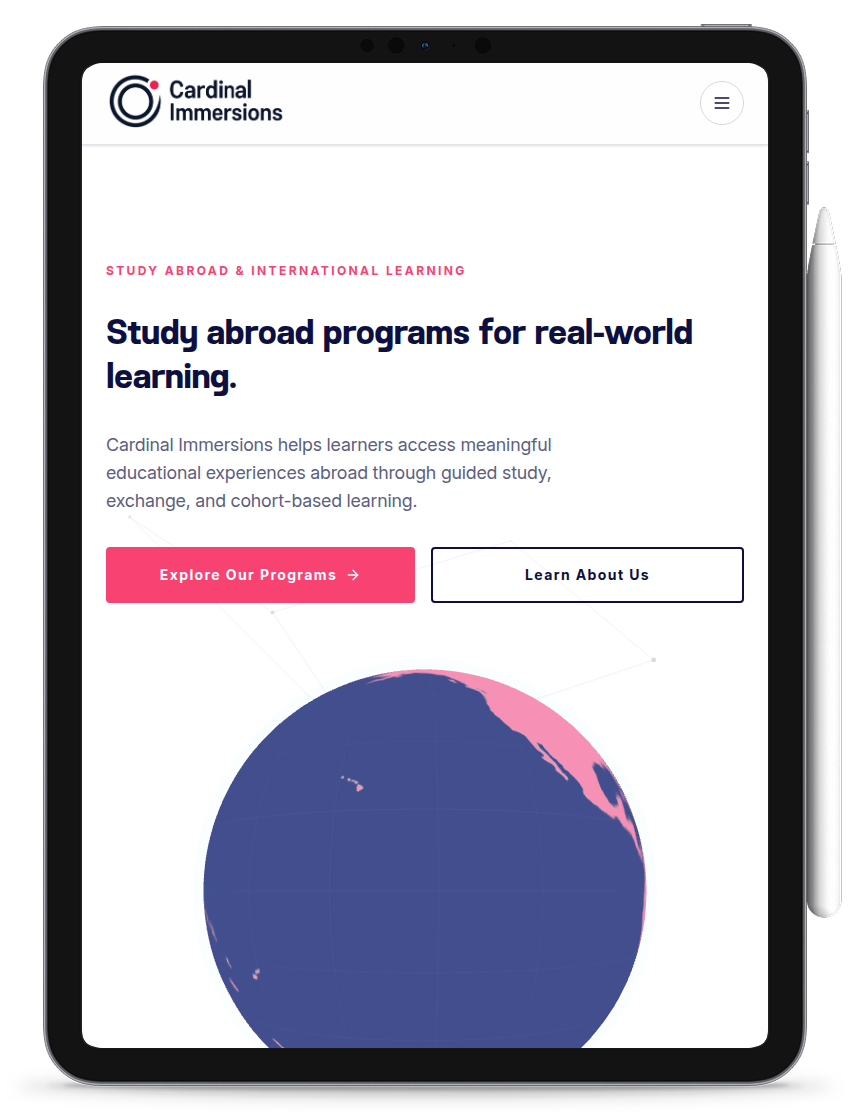 Cardinal
Immersions
STUDY ABROAD & INTERNATIONAL LEARNING
Study abroad programs for real-world
learning.
Cardinal Immersions helps learners access meaningful
educational experiences abroad through guided study,
exchange, and cohort-based learning.
Explore Our Programs →
Learn About Us